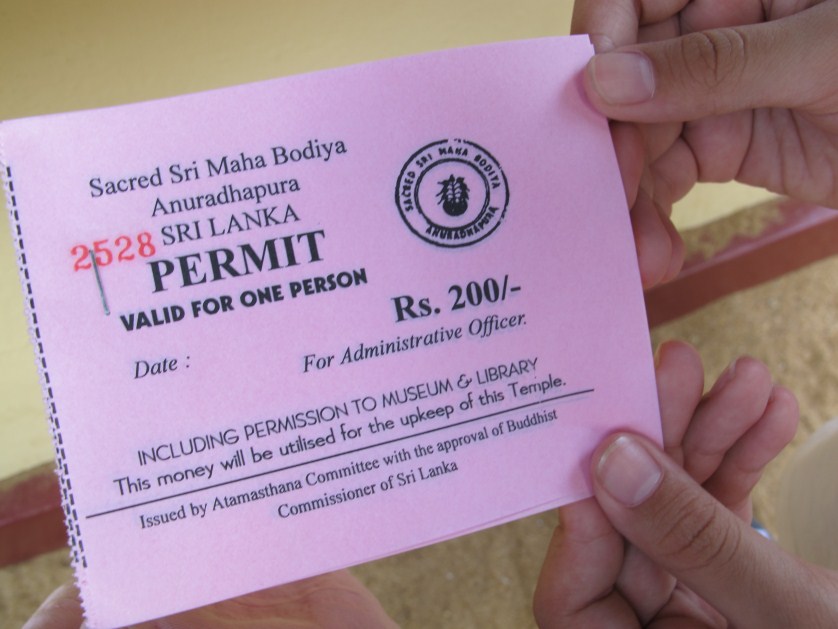 Sacred Sri Maha Bodiya
Anuradhapura
SRI LANKA
2528
PERMIT
VALID FOR ONE PERSON
SACRED SRI MAHA BODIYA
ANURADHAPURA
Rs. 200/-
Date :
For Administrative Officer.
INCLUDING PERMISSION TO MUSEUM & LIBRARY
This money will be utilised for the upkeep of this Temple.
Issued by Atamasthana Committee with the approval of Buddhist
Commissioner of Sri Lanka